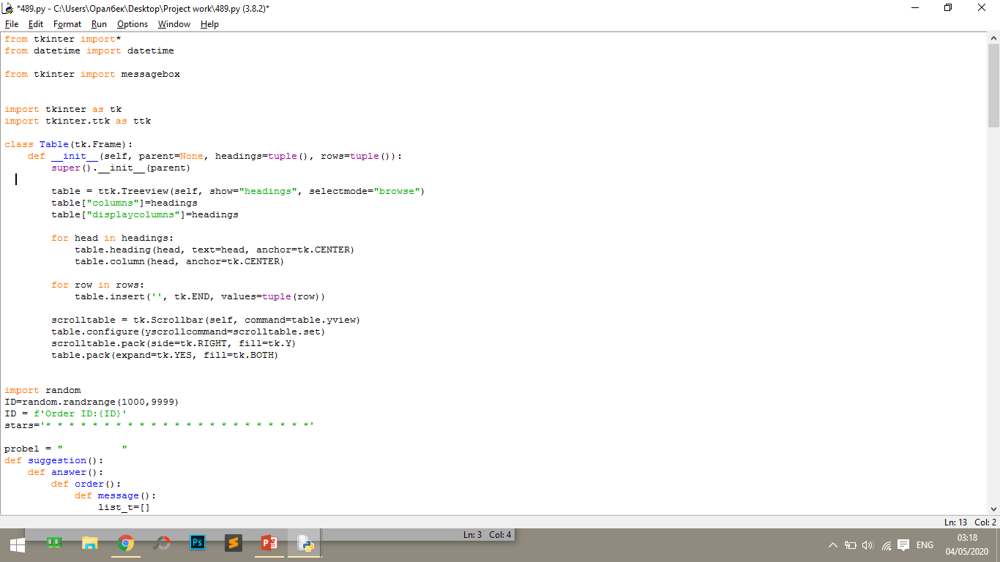 *489.py - C:\Users\Оралбек\Desktop\Project work\489.py (3.8.2)*
File Edit Format Run Options Window Help
from tkinter import*
from datetime import datetime
from tkinter import messagebox
import tkinter as tk
import tkinter.ttk as ttk
class Table(tk.Frame):
    def __init__(self, parent=None, headings=tuple(), rows=tuple()):
        super().__init__(parent)
        table = ttk.Treeview(self, show="headings", selectmode="browse")
        table["columns"]=headings
        table["displaycolumns"]=headings
        for head in headings:
            table.heading(head, text=head, anchor=tk.CENTER)
            table.column(head, anchor=tk.CENTER)
        for row in rows:
            table.insert('', tk.END, values=tuple(row))
        scrolltable = tk.Scrollbar(self, command=table.yview)
        table.configure(yscrollcommand=scrolltable.set)
        scrolltable.pack(side=tk.RIGHT, fill=tk.Y)
        table.pack(expand=tk.YES, fill=tk.BOTH)
import random
ID=random.randrange(1000,9999)
ID = f'Order ID:{ID}'
stars='* * * * * * * * * * * * * * * * * * * * * * *'
probel = "          "
def suggestion():
    def answer():
        def order():
            def message():
                list_t=[]
Ln: 13 Col: 2
Ln: 3 Col: 4
Ps
ENG
03:18
04/05/2020